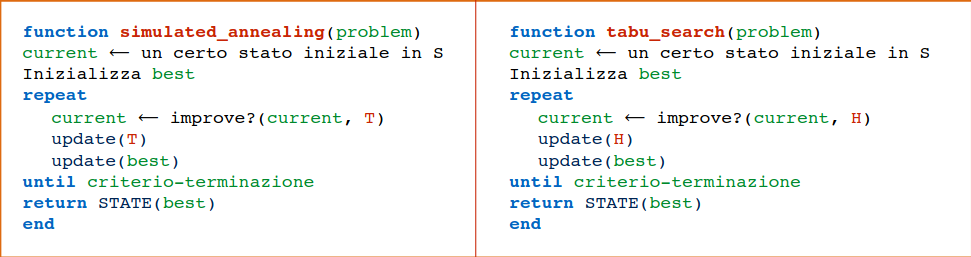 function simulated_annealing(problem)
current ← un certo stato iniziale in S
Inizializza best
repeat
current ← improve?(current, T)
update(T)
update(best)
until criterio-terminazione
return STATE(best)
end
function tabu_search(problem)
current ← un certo stato iniziale in S
Inizializza best
repeat
current ← improve?(current, H)
update(H)
update(best)
until criterio-terminazione
return STATE(best)
end